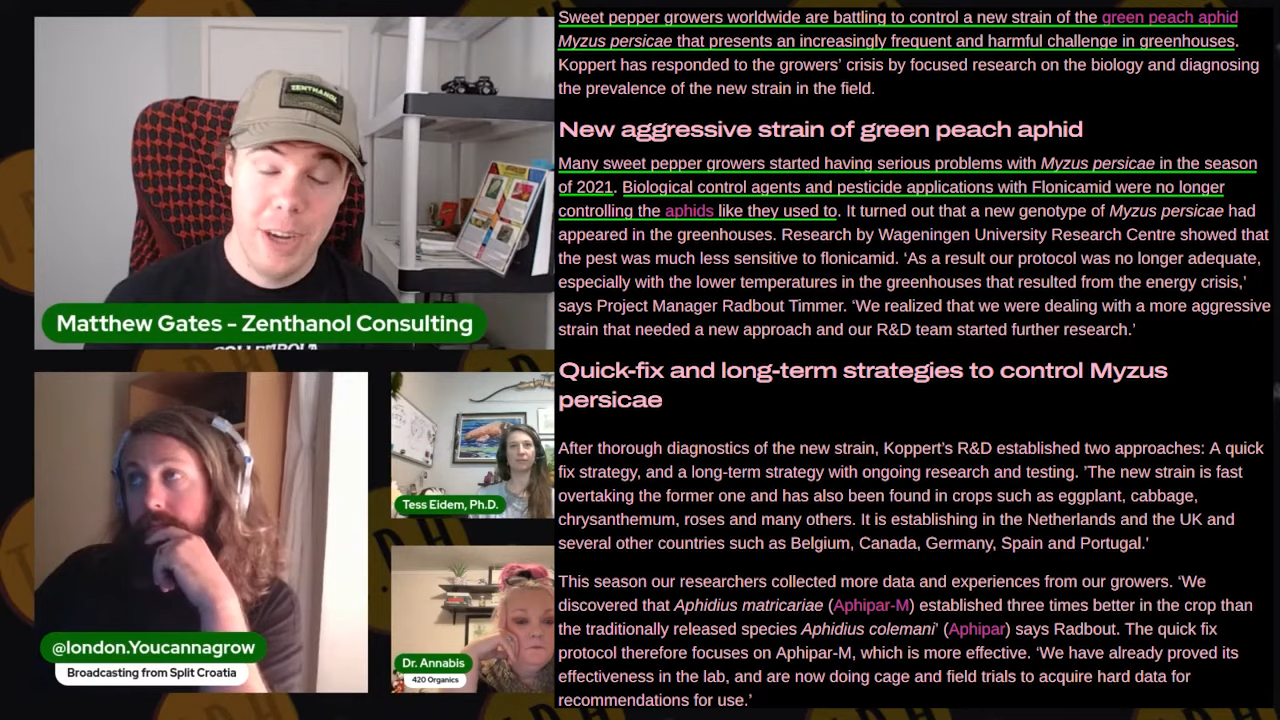 ZENTHANOL
Matthew Gates - Zenthanol Consulting
@london.Youcannagrow
Broadcasting from Split Croatia
Tess Eidem, Ph.D.
Dr. Annabis
420 Organics
Sweet pepper growers worldwide are battling to control a new strain of the green peach aphid
Myzus persicae that presents an increasingly frequent and harmful challenge in greenhouses.
Koppert has responded to the growers' crisis by focused research on the biology and diagnosing
the prevalence of the new strain in the field.
New aggressive strain of green peach aphid
Many sweet pepper growers started having serious problems with Myzus persicae in the season
of 2021. Biological control agents and pesticide applications with Flonicamid were no longer
controlling the aphids like they used to. It turned out that a new genotype of Myzus persicae had
appeared in the greenhouses. Research by Wageningen University Research Centre showed that
the pest was much less sensitive to flonicamid. 'As a result our protocol was no longer adequate,
especially with the lower temperatures in the greenhouses that resulted from the energy crisis,'
says Project Manager Radbout Timmer. 'We realized that we were dealing with a more aggressive
strain that needed a new approach and our R&D team started further research.'
Quick-fix and long-term strategies to control Myzus
persicae
After thorough diagnostics of the new strain, Koppert's R&D established two approaches: A quick
fix strategy, and a long-term strategy with ongoing research and testing. 'The new strain is fast
overtaking the former one and has also been found in crops such as eggplant, cabbage,
chrysanthemum, roses and many others. It is establishing in the Netherlands and the UK and
several other countries such as Belgium, Canada, Germany, Spain and Portugal.'
This season our researchers collected more data and experiences from our growers. 'We
discovered that Aphidius matricariae (Aphipar-M) established three times better in the crop than
the traditionally released species Aphidius colemani' (Aphipar) says Radbout. The quick fix
protocol therefore focuses on Aphipar-M, which is more effective. 'We have already proved its
effectiveness in the lab, and are now doing cage and field trials to acquire hard data for
recommendations for use.'